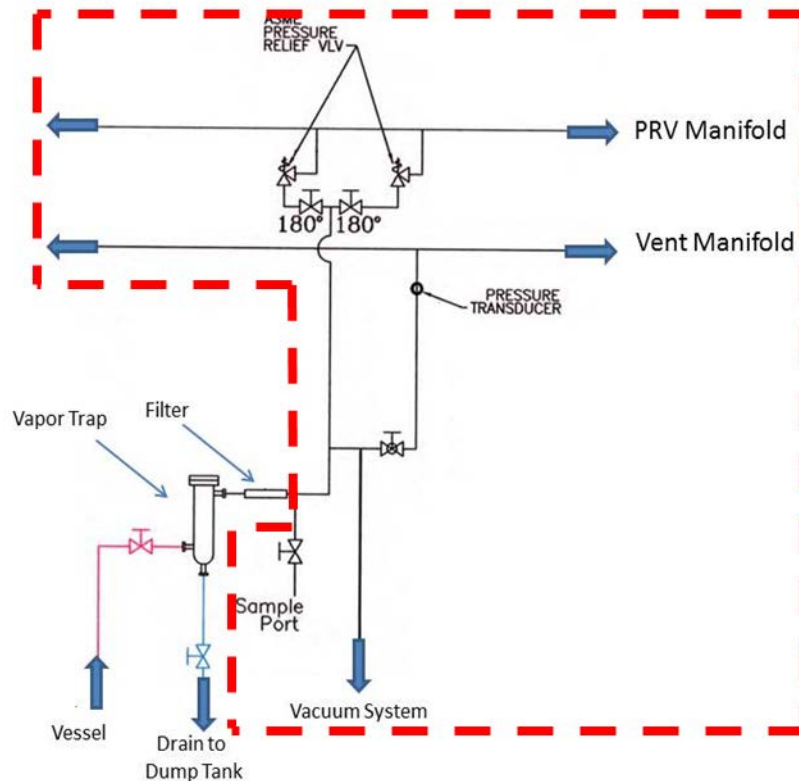 ASME
PRESSURE
RELIEF VLV
PRV Manifold
180° 180°
Vent Manifold
PRESSURE
TRANSDUCER
Filter
Vapor Trap
Sample
Port
Vacuum System
Vessel
Drain to
Dump Tank